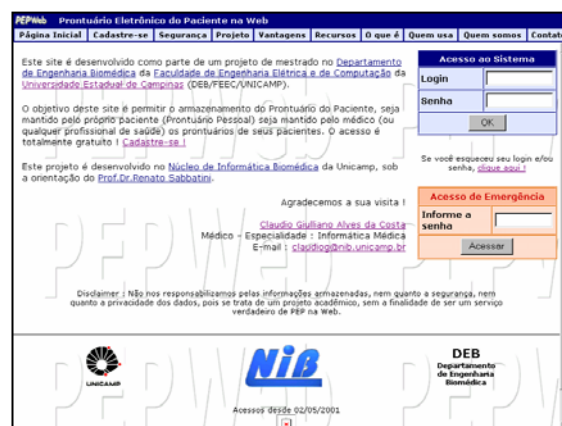 PEPWeb Prontuário Eletrônico do Paciente na Web
Página Inicial Cadastre-se Segurança Projeto Vantagens Recursos O que é Quem usa Quem somos Contato
Este site é desenvolvido como parte de um projeto de mestrado no Departamento
de Engenharia Biomédica da Faculdade de Engenharia Elétrica e de Computação da
Universidade Estadual de Campinas (DEB/FEEC/UNICAMP).
O objetivo deste site é permitir o armazenamento do Prontuário do Paciente, seja
mantido pelo próprio paciente (Prontuário Pessoal) seja mantido pelo médico (ou
qualquer profissional de saúde) os prontuários de seus pacientes. O acesso é
totalmente gratuito ! Cadastre-se !
Este projeto é desenvolvido no Núcleo de Informática Biomédica da Unicamp, sob
a orientação do Prof.Dr.Renato Sabbatini.
Agradecemos a sua visita !
Claudio Giulliano Alves da Costa
Médico - Especialidade : Informática Médica
E-mail : claudiog@nib.unicamp.br
Acesso ao Sistema
Login
Senha
OK
Se você esqueceu seu login e/ou
senha, clique aqui !
Acesso de Emergência
Informe a
senha
Acessar
Disclaimer : Não nos responsabilizamos pelas informações armazenadas, nem quanto a segurança, nem
quanto a privacidade dos dados, pois se trata de um projeto acadêmico, sem a finalidade de ser um serviço
verdadeiro de PEP na Web.
UNICAMP
NIB
DEB
Departamento
de Engenharia
Biomédica
Acessos desde 02/05/2001
PEPWeb